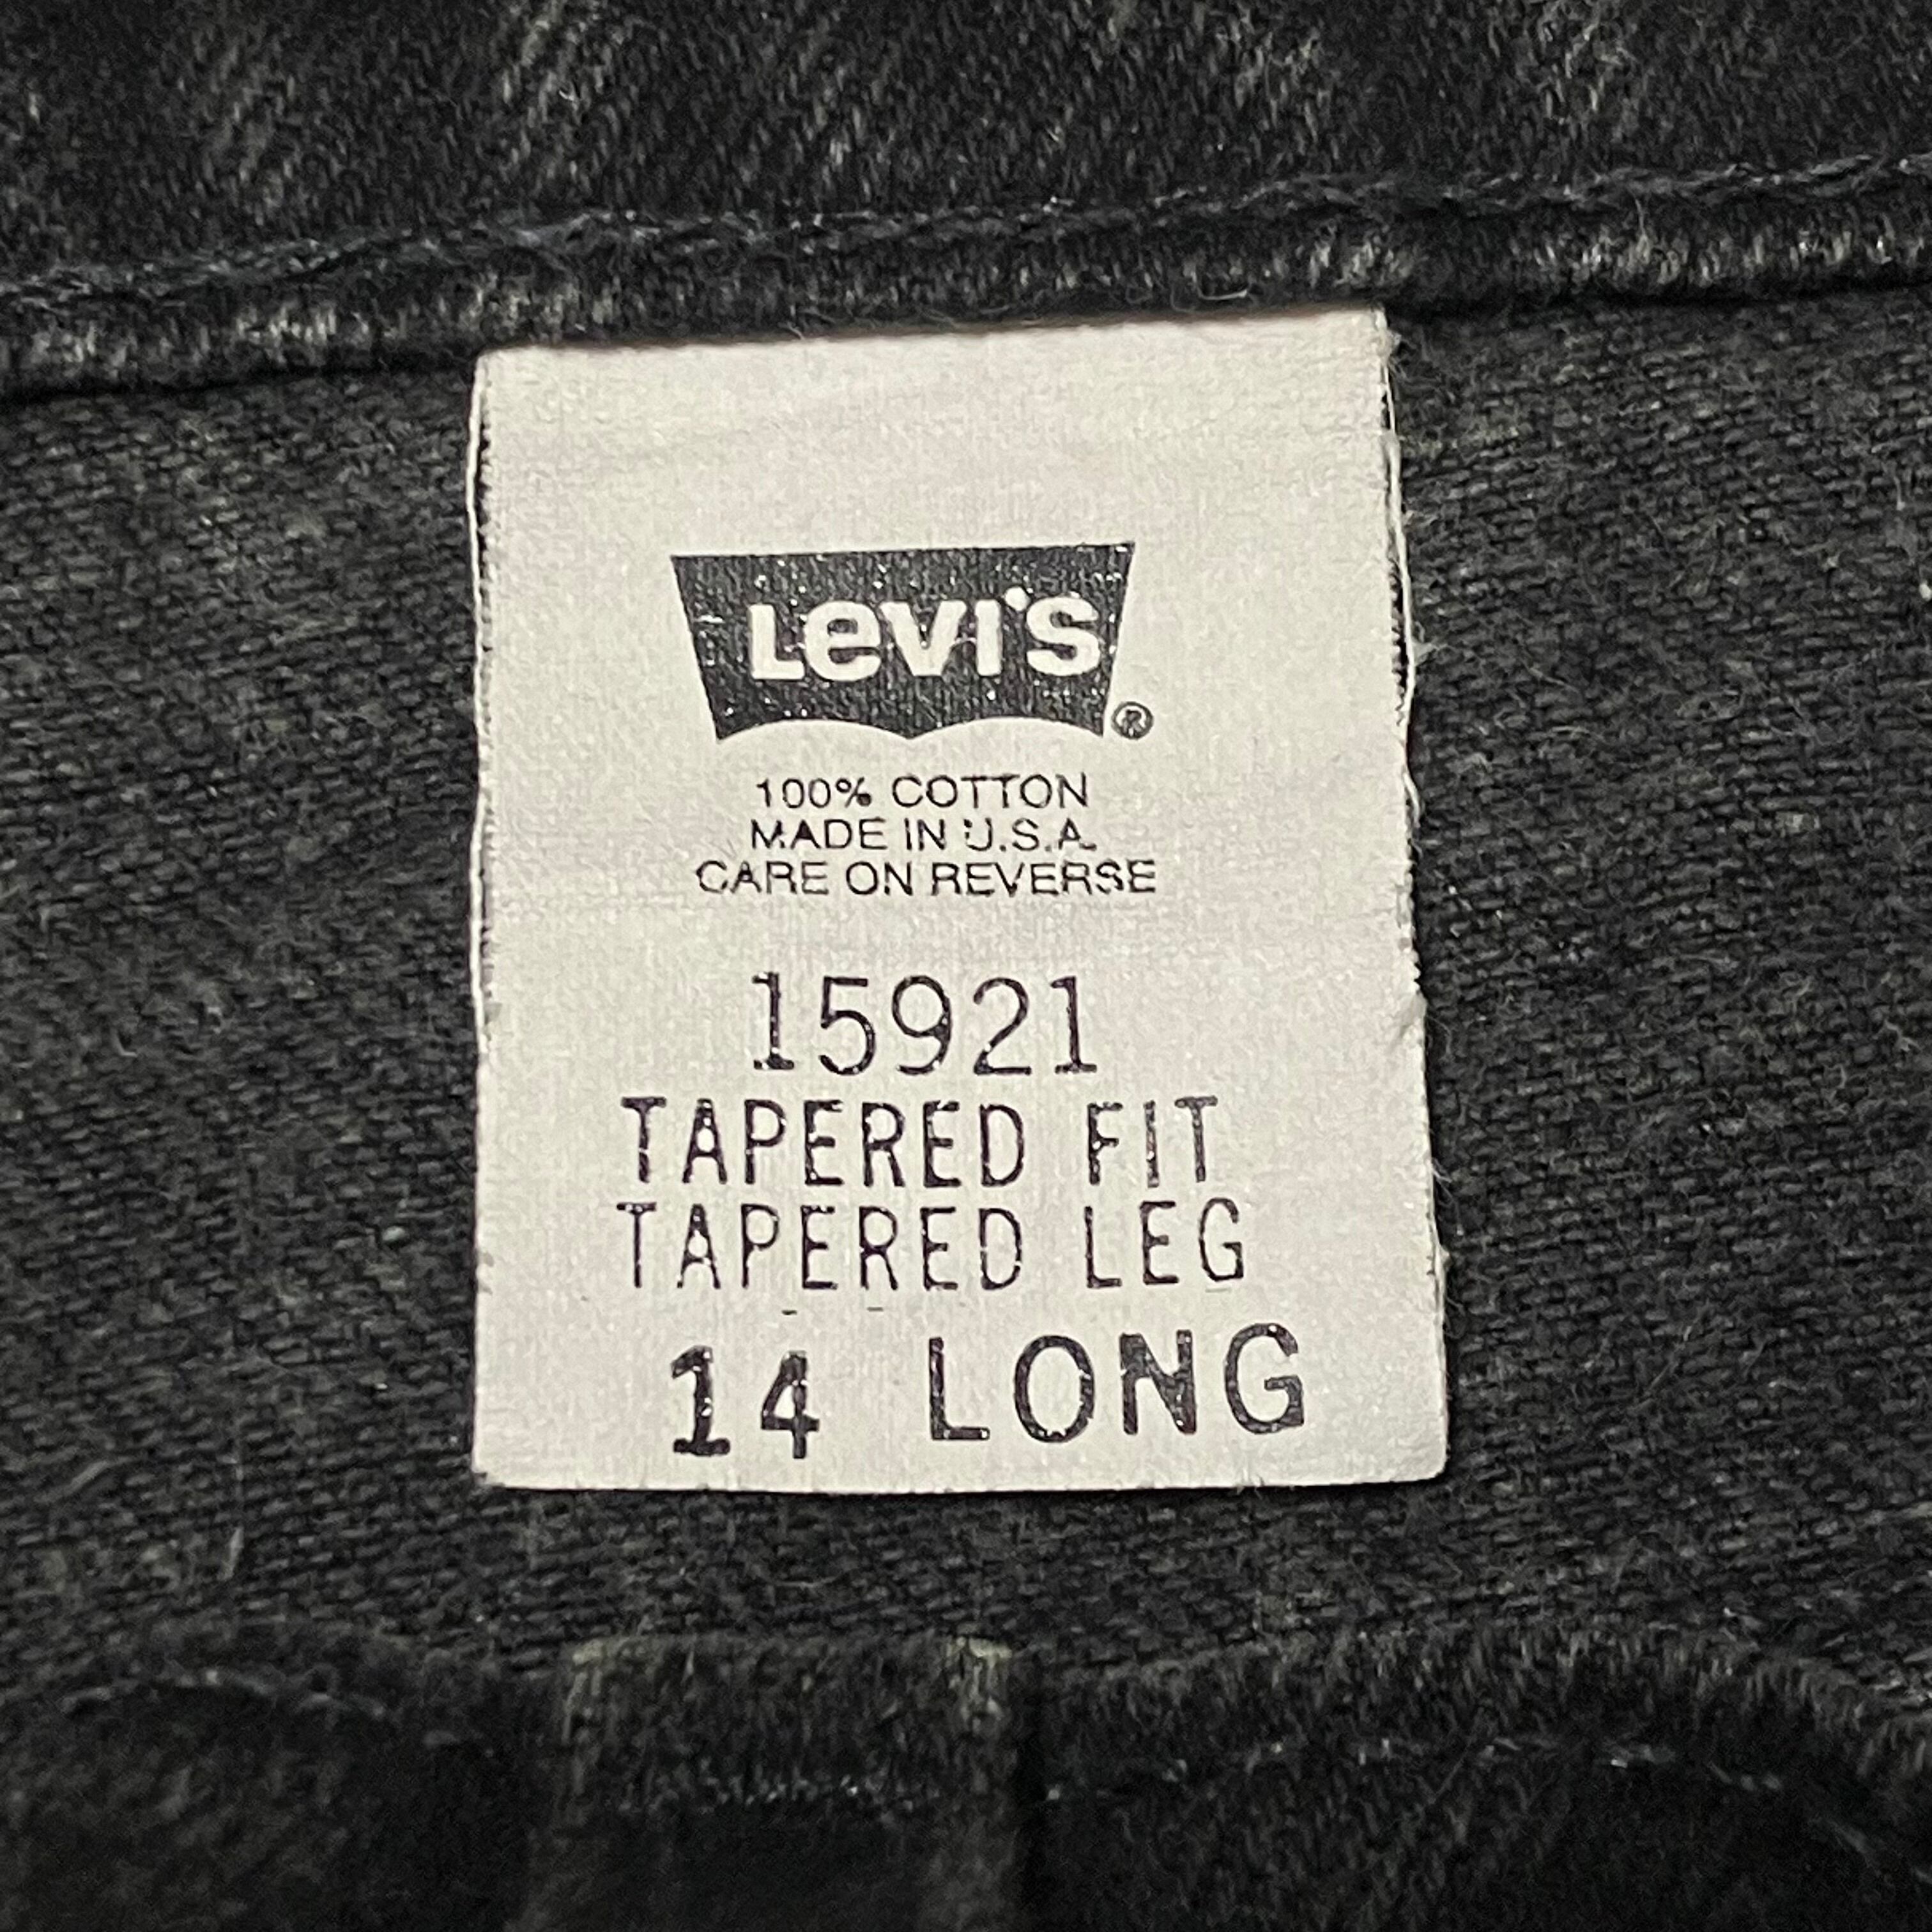 Levi's
®
100% COTTON
MADE IN U.S.A.
CARE ON REVERSE
15921
TAPERED FIT
TAPERED LEG
14 LONG